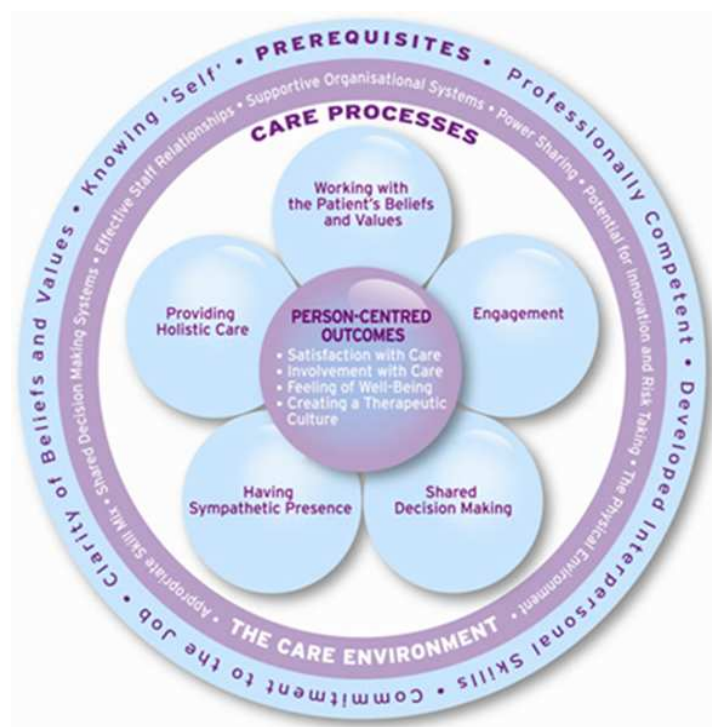 • PREREQUISITES • Professionally Competent • Developed Interpersonal Skills • Commitment to the Job • Clarity of Beliefs and Values • Knowing ‘Self’
• THE CARE ENVIRONMENT • Appropriate Skill Mix • Shared Decision Making Systems • Effective Staff Relationships • Supportive Organisational Systems • Power Sharing • Potential for Innovation and Risk Taking • The Physical Environment
CARE PROCESSES
Working with
the Patient’s Beliefs
and Values
Providing
Holistic Care
Engagement
PERSON-CENTRED
OUTCOMES
• Satisfaction with Care
• Involvement with Care
• Feeling of Well-Being
• Creating a Therapeutic
Culture
Having
Sympathetic Presence
Shared
Decision Making